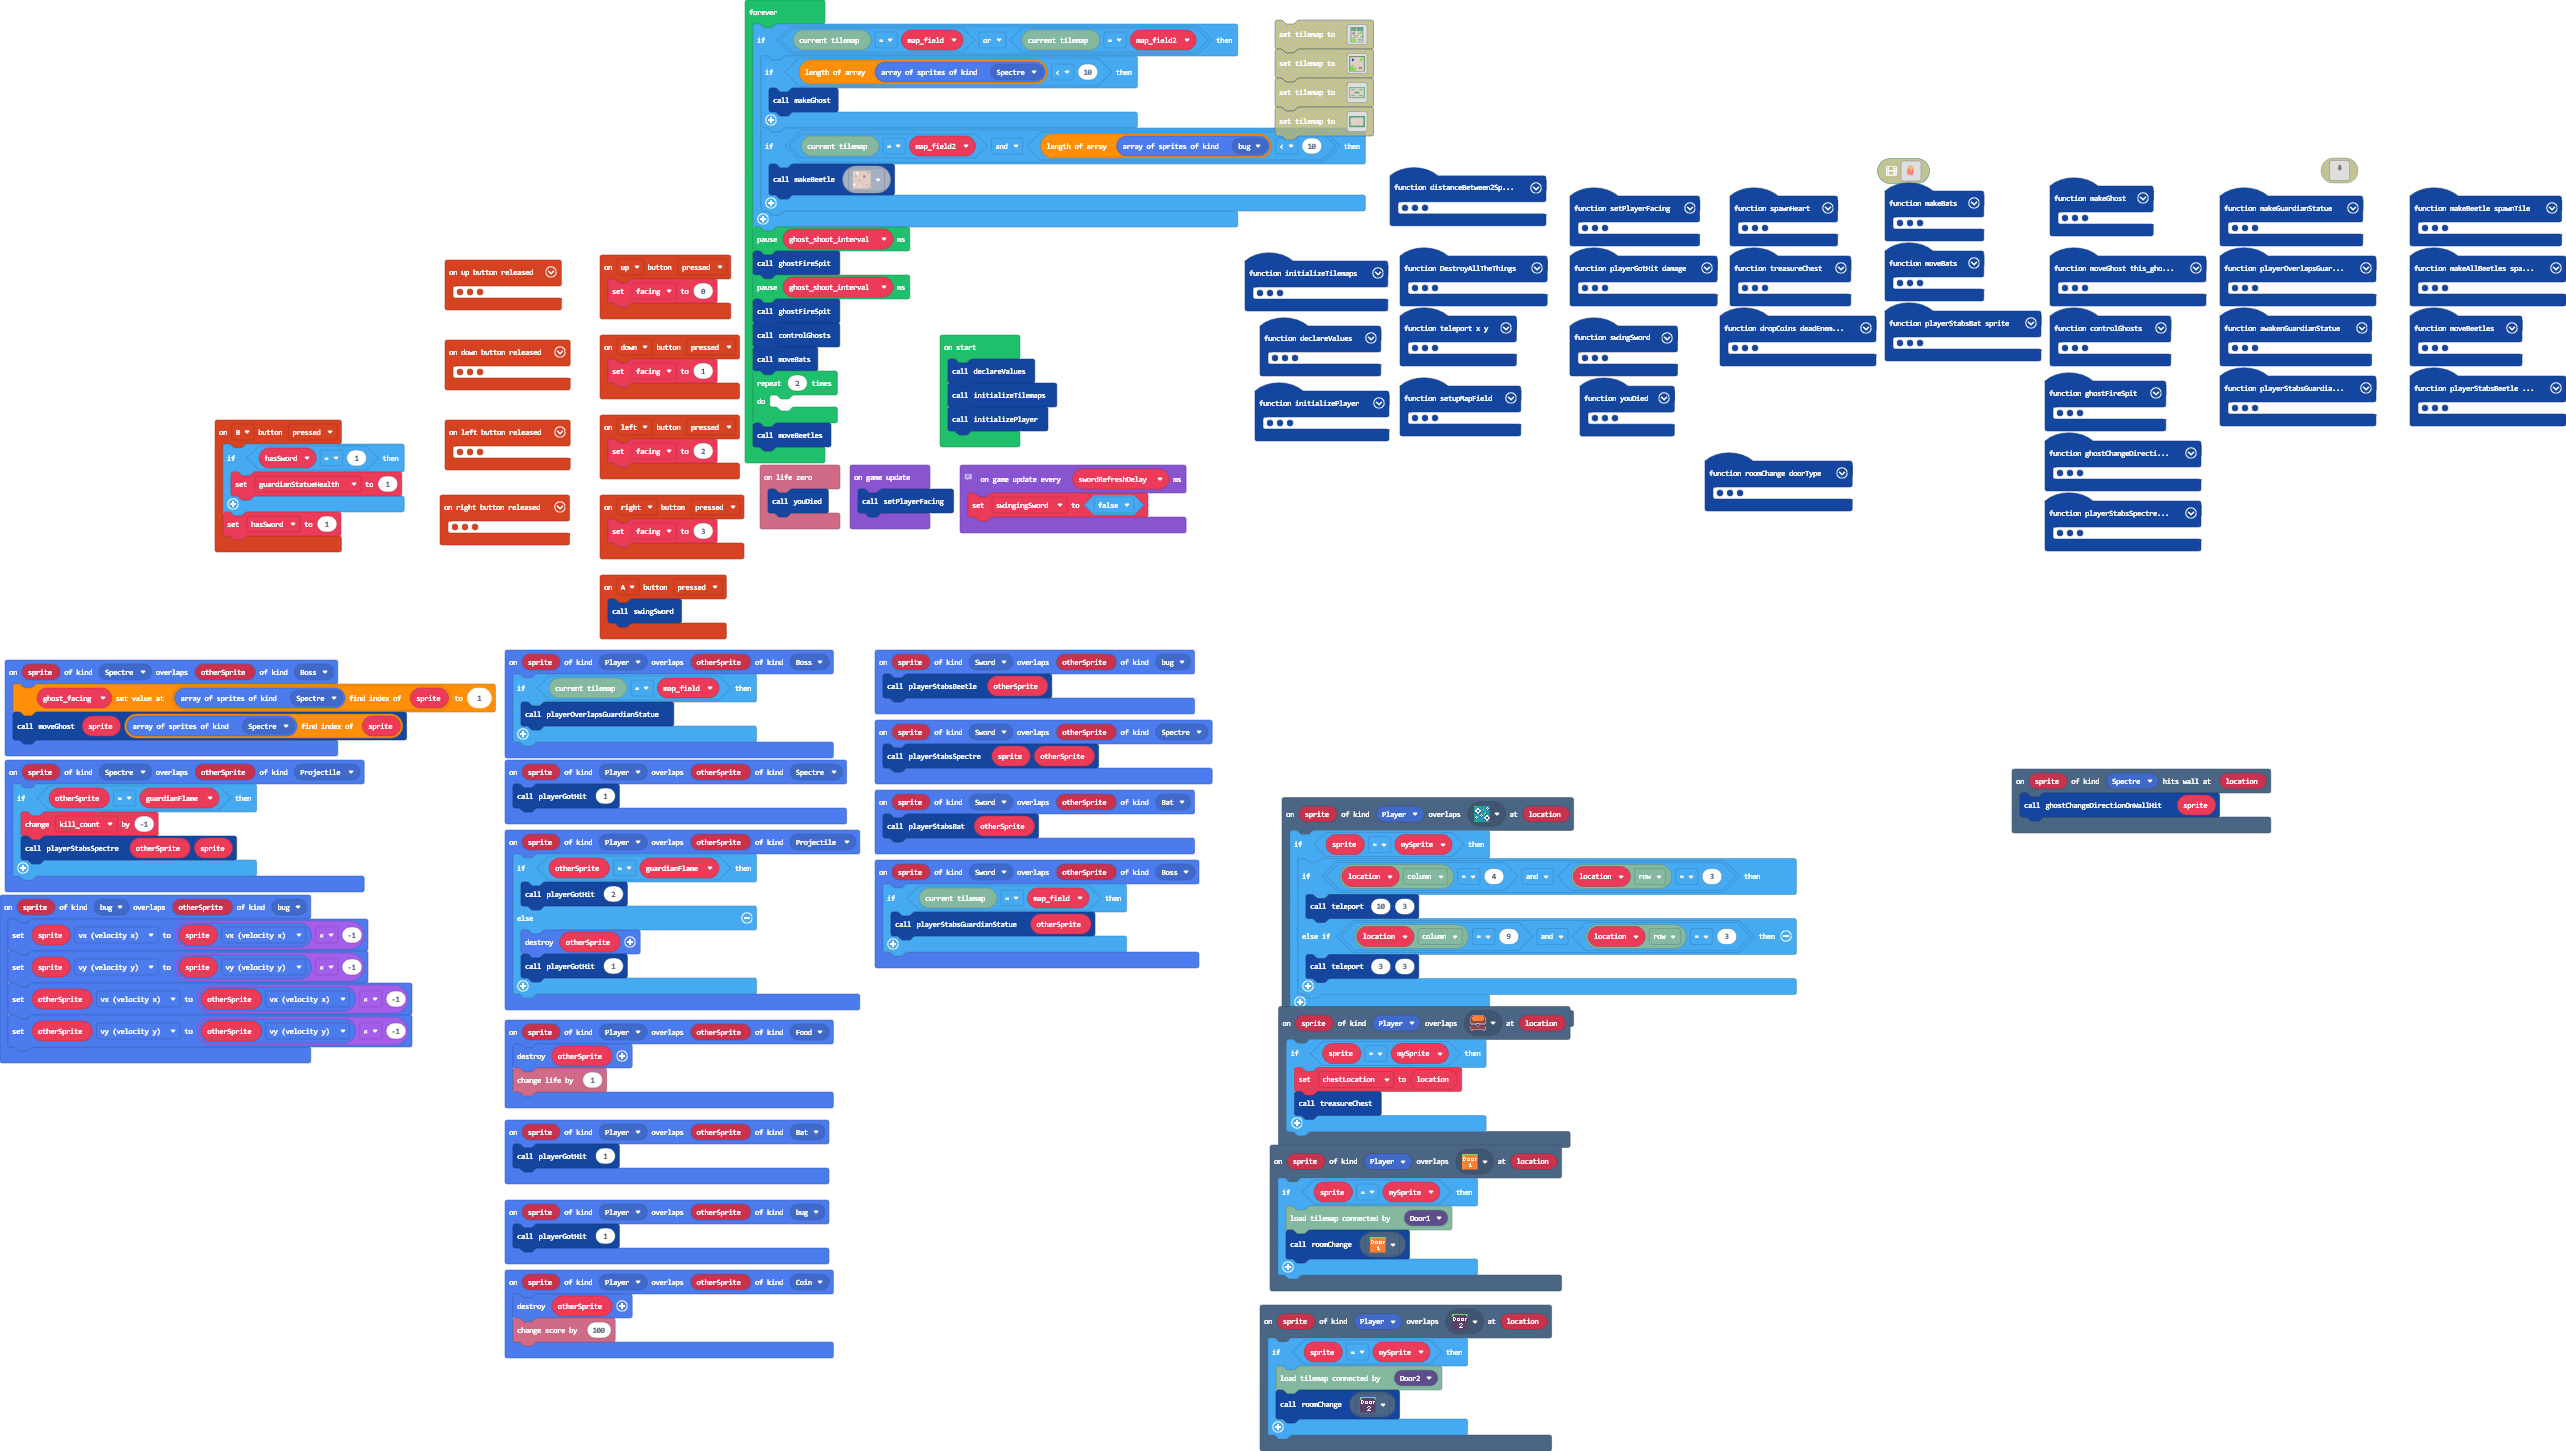 forever
if current tilemap = map_field or current tilemap = map_field2 then
if length of array array of sprites of kind Spectre < 10 then
call makeGhost
if current tilemap = map_field2 and length of array array of sprites of kind bug < 10 then
call makeBeetle
pause ghost_shoot_interval ms
call ghostFireSpit
pause ghost_shoot_interval ms
call ghostFireSpit
call controlGhosts
call moveBats
repeat 2 times
do
call moveBeetles
set tilemap to
set tilemap to
set tilemap to
set tilemap to
on start
call declareValues
call initializeTilemaps
call initializePlayer
on up button released
on down button released
on left button released
on right button released
on up button pressed
set facing to 0
on down button pressed
set facing to 1
on left button pressed
set facing to 2
on right button pressed
set facing to 3
on A button pressed
call swingSword
on B button pressed
if hasSword = 1 then
set guardianStatueHealth to 1
set hasSword to 1
on life zero
call youDied
on game update
call setPlayerFacing
on game update every swordRefreshDelay ms
set swingingSword to false
function distanceBetween2Sp...
function initializeTilemaps
function declareValues
function initializePlayer
function DestroyAllTheThings
function teleport x y
function setupMapField
function setPlayerFacing
function playerGotHit damage
function swingSword
function youDied
function spawnHeart
function treasureChest
function dropCoins deadEnem...
function roomChange doorType
function makeBats
function moveBats
function playerStabsBat sprite
function makeGhost
function moveGhost this_gho...
function controlGhosts
function ghostFireSpit
function ghostChangeDirecti...
function playerStabsSpectre...
function makeGuardianStatue
function playerOverlapsGuar...
function awakenGuardianStatue
function playerStabsGuardia...
function makeBeetle spawnTile
function makeAllBeetles spa...
function moveBeetles
function playerStabsBeetle ...
on sprite of kind Spectre overlaps otherSprite of kind Boss
ghost_facing set value at array of sprites of kind Spectre find index of sprite to 1
call moveGhost sprite array of sprites of kind Spectre find index of sprite
on sprite of kind Spectre overlaps otherSprite of kind Projectile
if otherSprite = guardianFlame then
change kill_count by -1
call playerStabsSpectre otherSprite sprite
on sprite of kind bug overlaps otherSprite of kind bug
set sprite vx (velocity x) to sprite vx (velocity x) × -1
set sprite vy (velocity y) to sprite vy (velocity y) × -1
set otherSprite vx (velocity x) to otherSprite vx (velocity x) × -1
set otherSprite vy (velocity y) to otherSprite vy (velocity y) × -1
on sprite of kind Player overlaps otherSprite of kind Boss
if current tilemap = map_field then
call playerOverlapsGuardianStatue
on sprite of kind Player overlaps otherSprite of kind Spectre
call playerGotHit 1
on sprite of kind Player overlaps otherSprite of kind Projectile
if otherSprite = guardianFlame then
call playerGotHit 2
else
destroy otherSprite
call playerGotHit 1
on sprite of kind Player overlaps otherSprite of kind Food
destroy otherSprite
change life by 1
on sprite of kind Player overlaps otherSprite of kind Bat
call playerGotHit 1
on sprite of kind Player overlaps otherSprite of kind bug
call playerGotHit 1
on sprite of kind Player overlaps otherSprite of kind Coin
destroy otherSprite
change score by 100
on sprite of kind Sword overlaps otherSprite of kind bug
call playerStabsBeetle otherSprite
on sprite of kind Sword overlaps otherSprite of kind Spectre
call playerStabsSpectre sprite otherSprite
on sprite of kind Sword overlaps otherSprite of kind Bat
call playerStabsBat otherSprite
on sprite of kind Sword overlaps otherSprite of kind Boss
if current tilemap = map_field then
call playerStabsGuardianStatue otherSprite
on sprite of kind Player overlaps at location
if sprite = mySprite then
if location column = 4 and location row = 3 then
call teleport 10 3
else if location column = 9 and location row = 3 then
call teleport 3 3
on sprite of kind Player overlaps at location
if sprite = mySprite then
set chestLocation to location
call treasureChest
on sprite of kind Player overlaps Door 1 at location
if sprite = mySprite then
load tilemap connected by Door1
call roomChange Door 1
on sprite of kind Player overlaps Door 2 at location
if sprite = mySprite then
load tilemap connected by Door2
call roomChange Door 2
on sprite of kind Spectre hits wall at location
call ghostChangeDirectionOnWallHit sprite